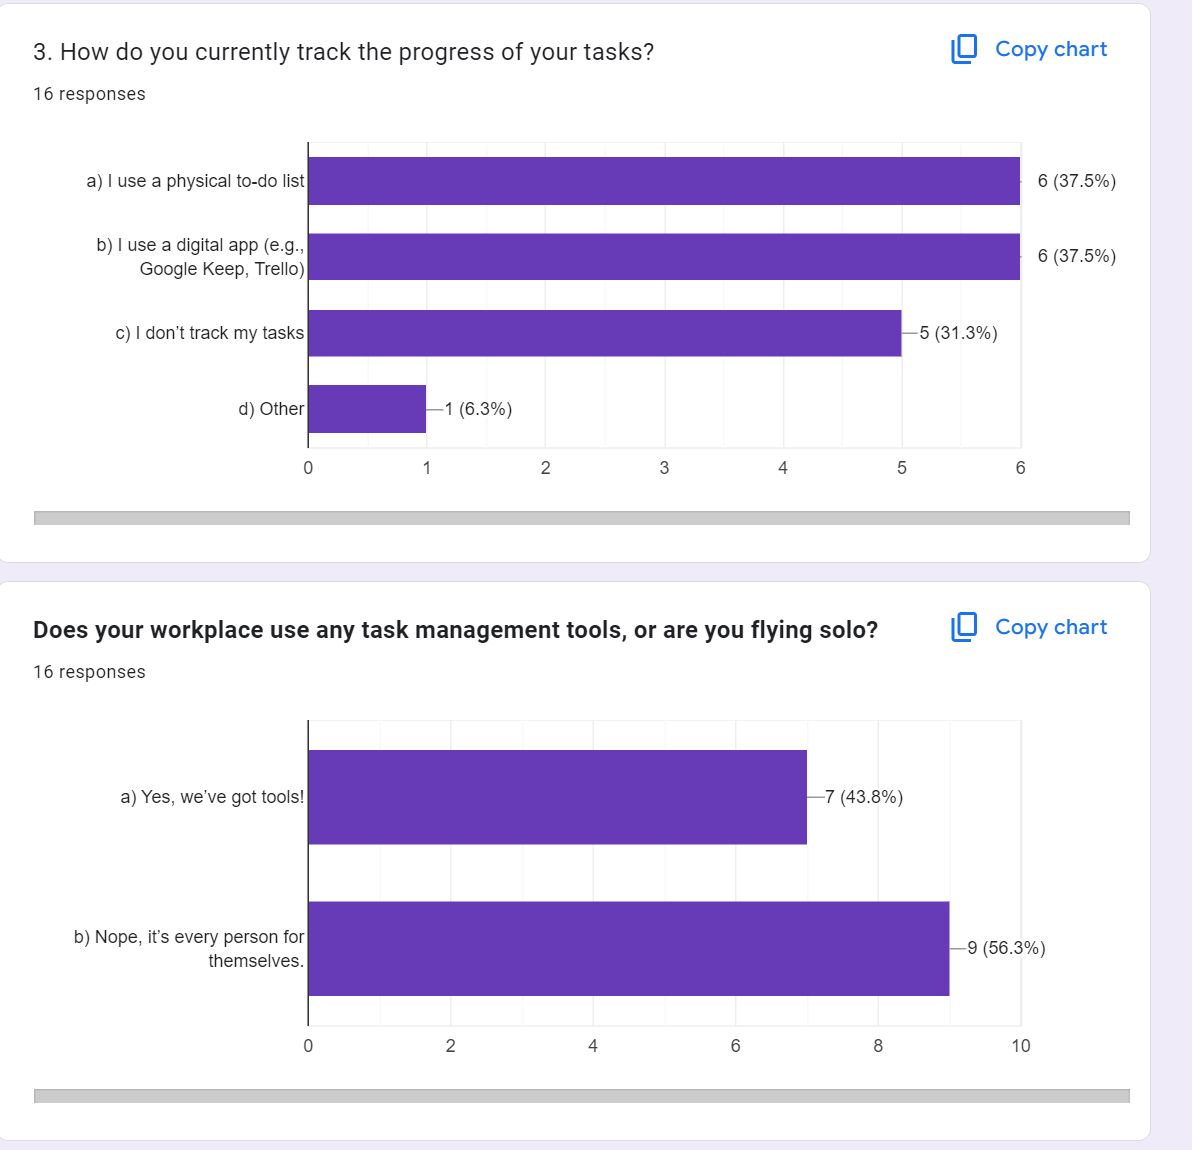 3. How do you currently track the progress of your tasks?
Copy chart
16 responses
a) I use a physical to-do list
6 (37.5%)
b) I use a digital app (e.g.,
Google Keep, Trello)
6 (37.5%)
c) I don’t track my tasks
5 (31.3%)
d) Other
1 (6.3%)
0 1 2 3 4 5 6
Does your workplace use any task management tools, or are you flying solo?
Copy chart
16 responses
a) Yes, we’ve got tools!
7 (43.8%)
b) Nope, it’s every person for
themselves.
9 (56.3%)
0 2 4 6 8 10